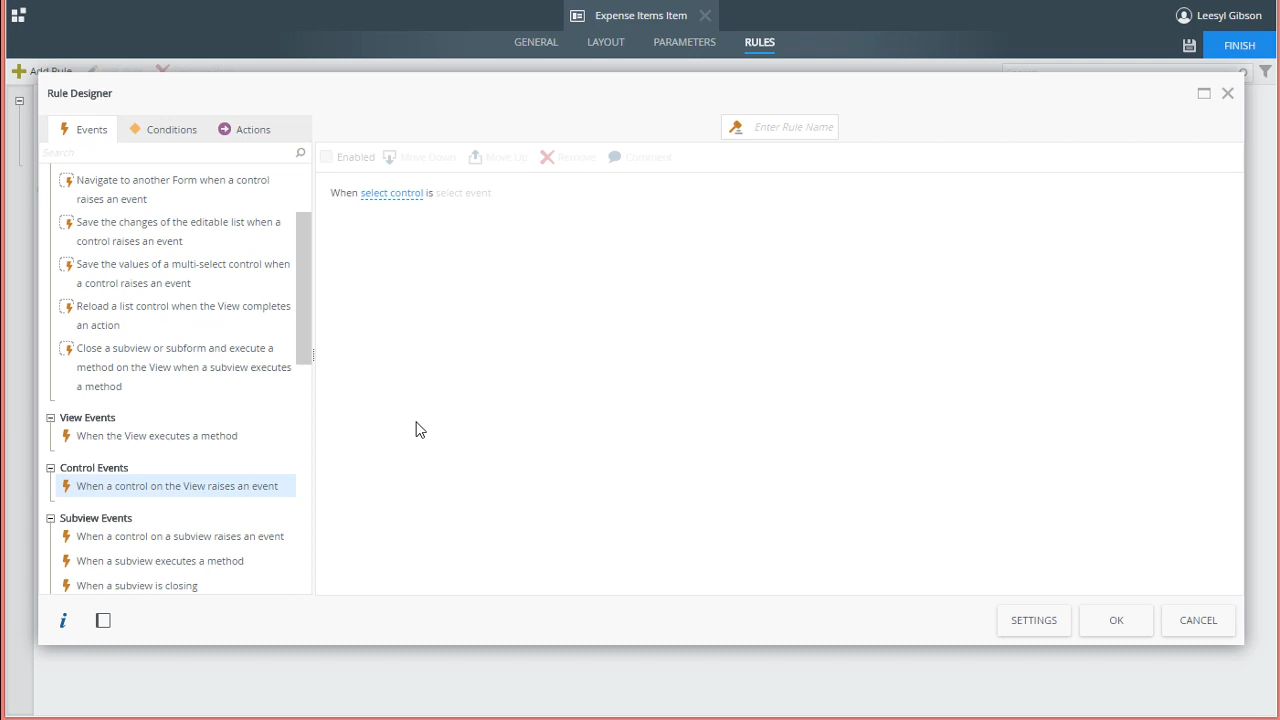 Expense Items Item
Leesyl Gibson
GENERAL LAYOUT PARAMETERS RULES
FINISH
Add Rule
Rule Designer
Events Conditions Actions
Enter Rule Name
Search
Enabled Move Down Move Up Remove Comment
Navigate to another Form when a control
raises an event
When select control is select event
Save the changes of the editable list when a
control raises an event
Save the values of a multi-select control when
a control raises an event
Reload a list control when the View completes
an action
Close a subview or subform and execute a
method on the View when a subview executes
a method
View Events
When the View executes a method
Control Events
When a control on the View raises an event
Subview Events
When a control on a subview raises an event
When a subview executes a method
When a subview is closing
i
SETTINGS OK CANCEL